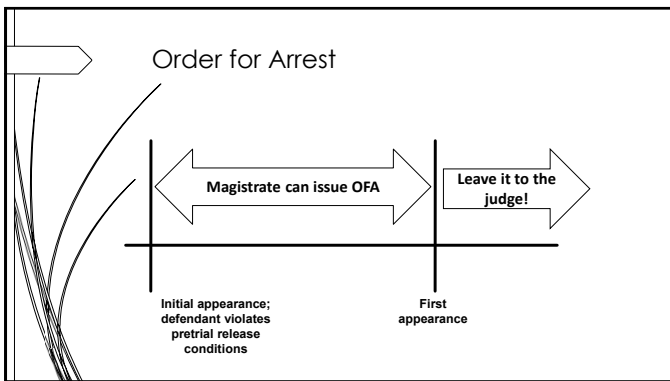 Order for Arrest
Magistrate can issue OFA
Leave it to the
judge!
Initial appearance;
defendant violates
pretrial release
conditions
First
appearance